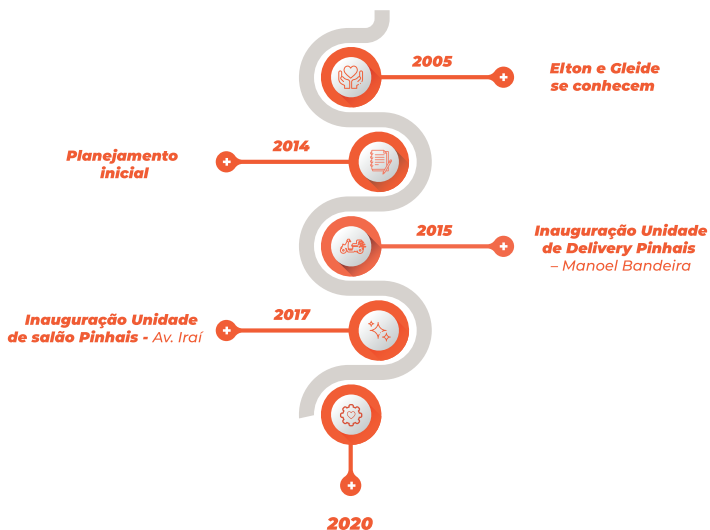 2005
Elton e Gleide
se conhecem
2014
Planejamento
inicial
2015
Inauguração Unidade
de Delivery Pinhais
– Manoel Bandeira
2017
Inauguração Unidade
de salão Pinhais - Av. Iraí
2020